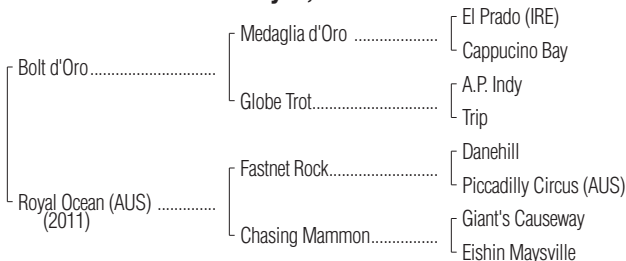 El Prado (IRE)
Medaglia d'Oro ..................
Cappucino Bay
Bolt d'Oro...........................
A.P. Indy
Globe Trot...........................
Trip
Danehill
Fastnet Rock.......................
Piccadilly Circus (AUS)
Royal Ocean (AUS) ..............
(2011)
Giant's Causeway
Chasing Mammon................
Eishin Maysville